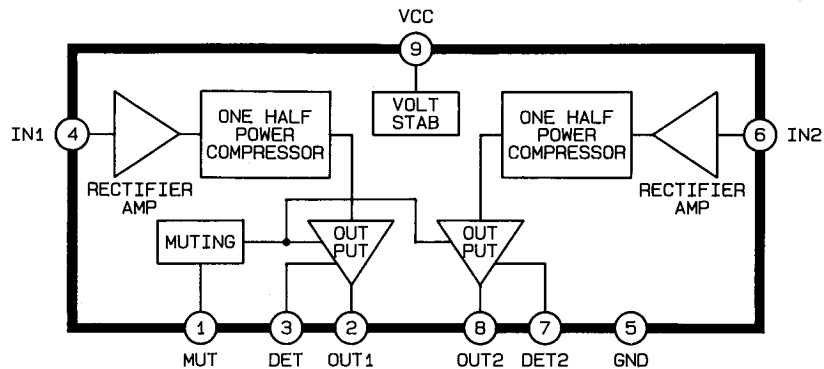 VCC
9
ONE HALF
POWER
COMPRESSOR
VOLT
STAB
ONE HALF
POWER
COMPRESSOR
IN1
4
6
IN2
RECTIFIER
AMP
RECTIFIER
AMP
MUTING
OUT
PUT
OUT
PUT
1
3
2
8
7
5
MUT
DET
OUT1
OUT2
DET2
GND